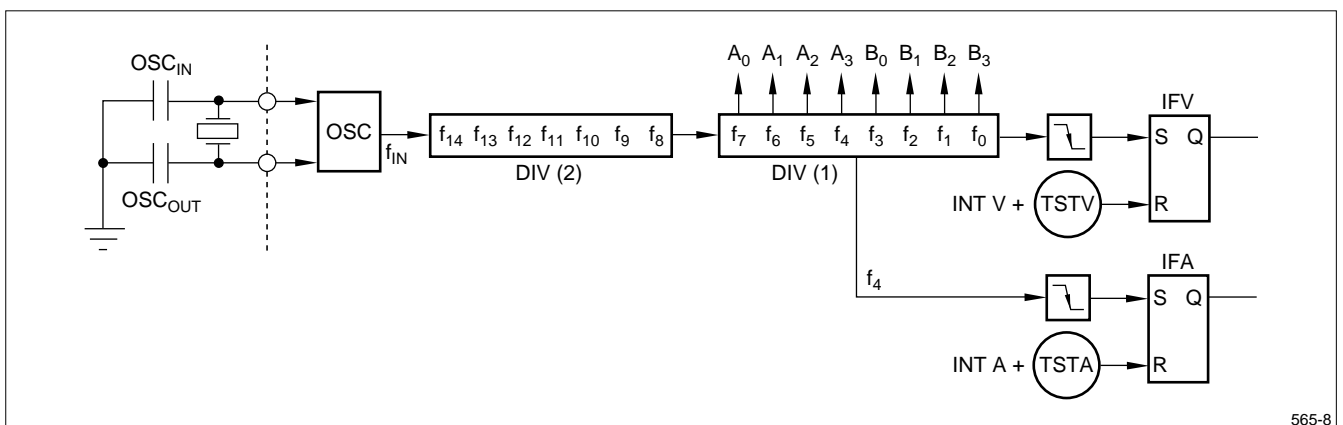 A₀ A₁ A₂ A₃ B₀ B₁ B₂ B₃
OSC_IN
IFV
OSC
f_IN
f₁₄ f₁₃ f₁₂ f₁₁ f₁₀ f₉ f₈
f₇ f₆ f₅ f₄ f₃ f₂ f₁ f₀
S Q
DIV (2)
DIV (1)
OSC_OUT
INT V + TSTV
R
IFA
f₄
S Q
INT A + TSTA
R
565-8